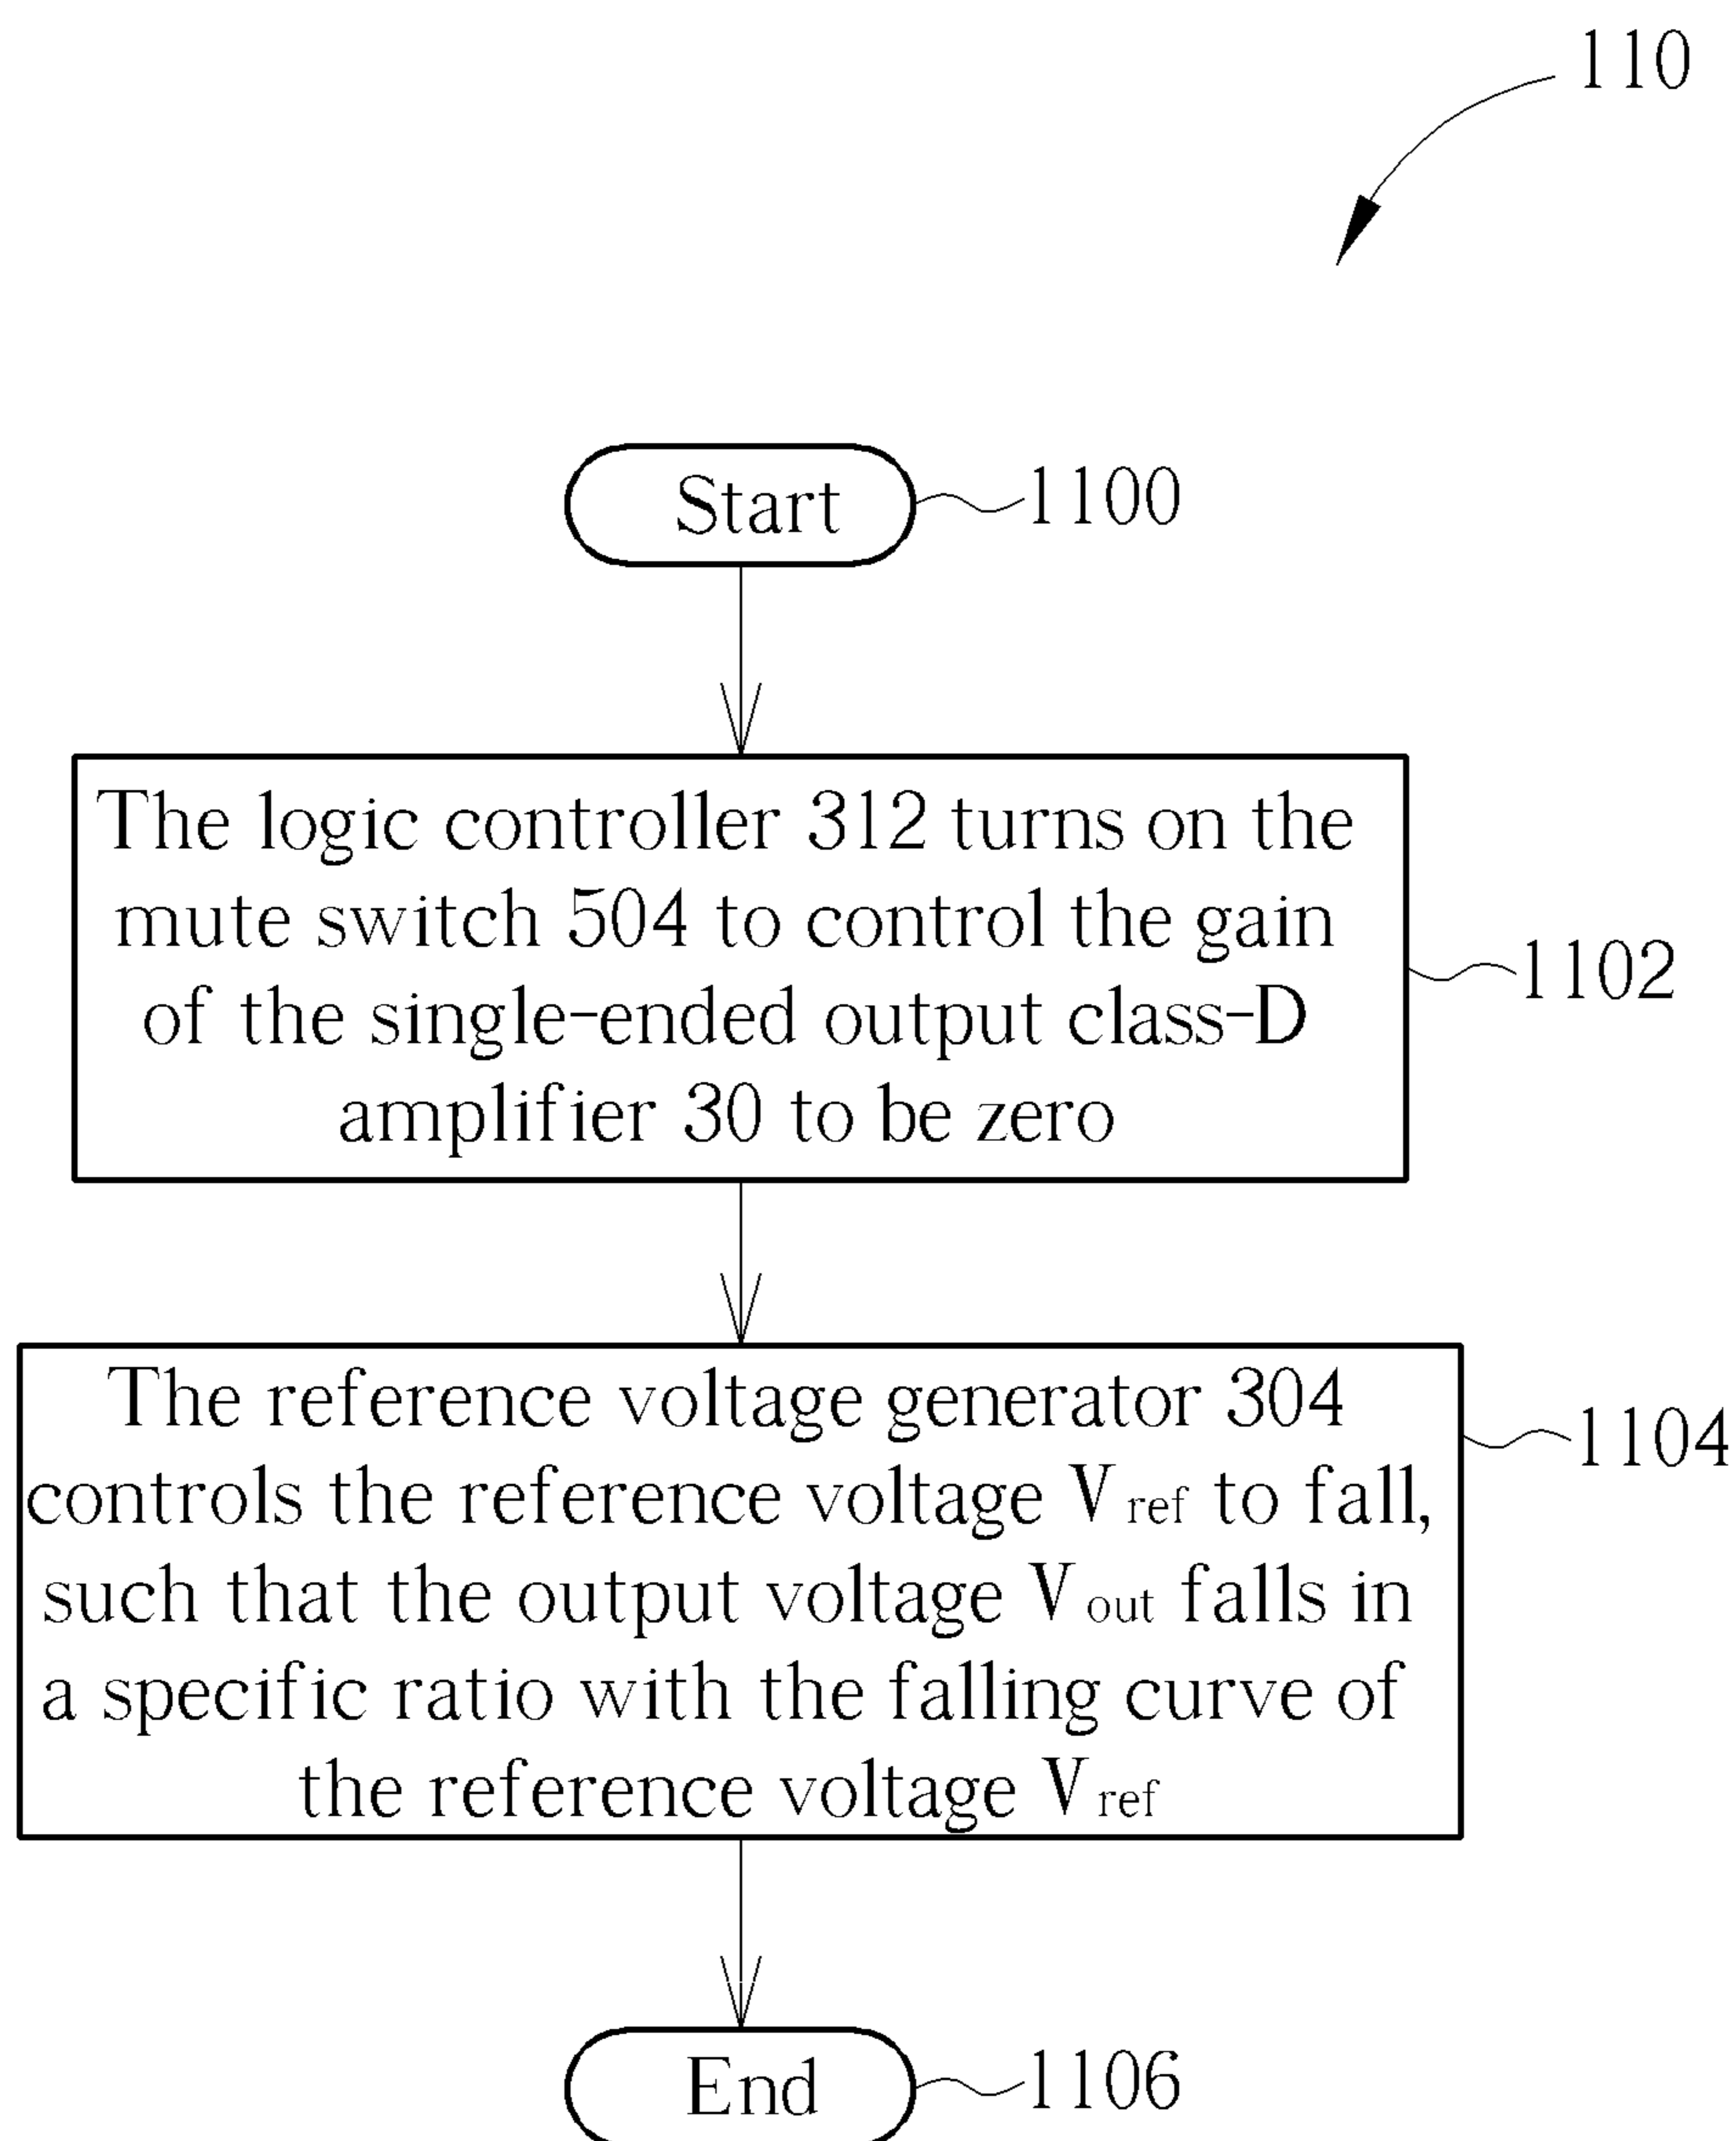 110
Start
1100
The logic controller 312 turns on the
mute switch 504 to control the gain
of the single-ended output class-D
amplifier 30 to be zero
1102
The reference voltage generator 304
controls the reference voltage Vref to fall,
such that the output voltage Vout falls in
a specific ratio with the falling curve of
the reference voltage Vref
1104
End
1106